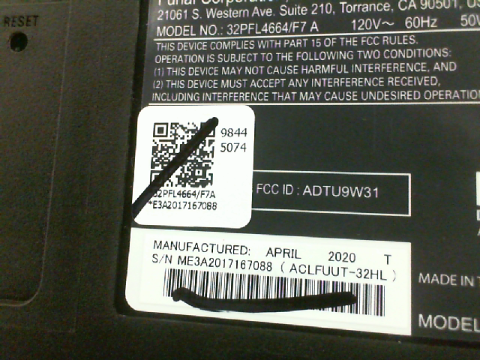 RESET
21061 S. Western Ave. Suite 210, Torrance, CA 90501,
MODEL NO.: 32PFL4664/F7 A 120V~ 60Hz
THIS DEVICE COMPLIES WITH PART 15 OF THE FCC RULES.
OPERATION IS SUBJECT TO THE FOLLOWING TWO CONDITIONS:
(1) THIS DEVICE MAY NOT CAUSE HARMFUL INTERFERENCE, AND
(2) THIS DEVICE MUST ACCEPT ANY INTERFERENCE RECEIVED,
INCLUDING INTERFERENCE THAT MAY CAUSE UNDESIRED OPERATION
9844
5074
32PFL4664/F7A
*E3A2017167088
FCC ID : ADTU9W31
MANUFACTURED: APRIL 2020 T
S/N ME3A2017167088 ( ACLFUUT-32HL )
MADE IN
MODEL